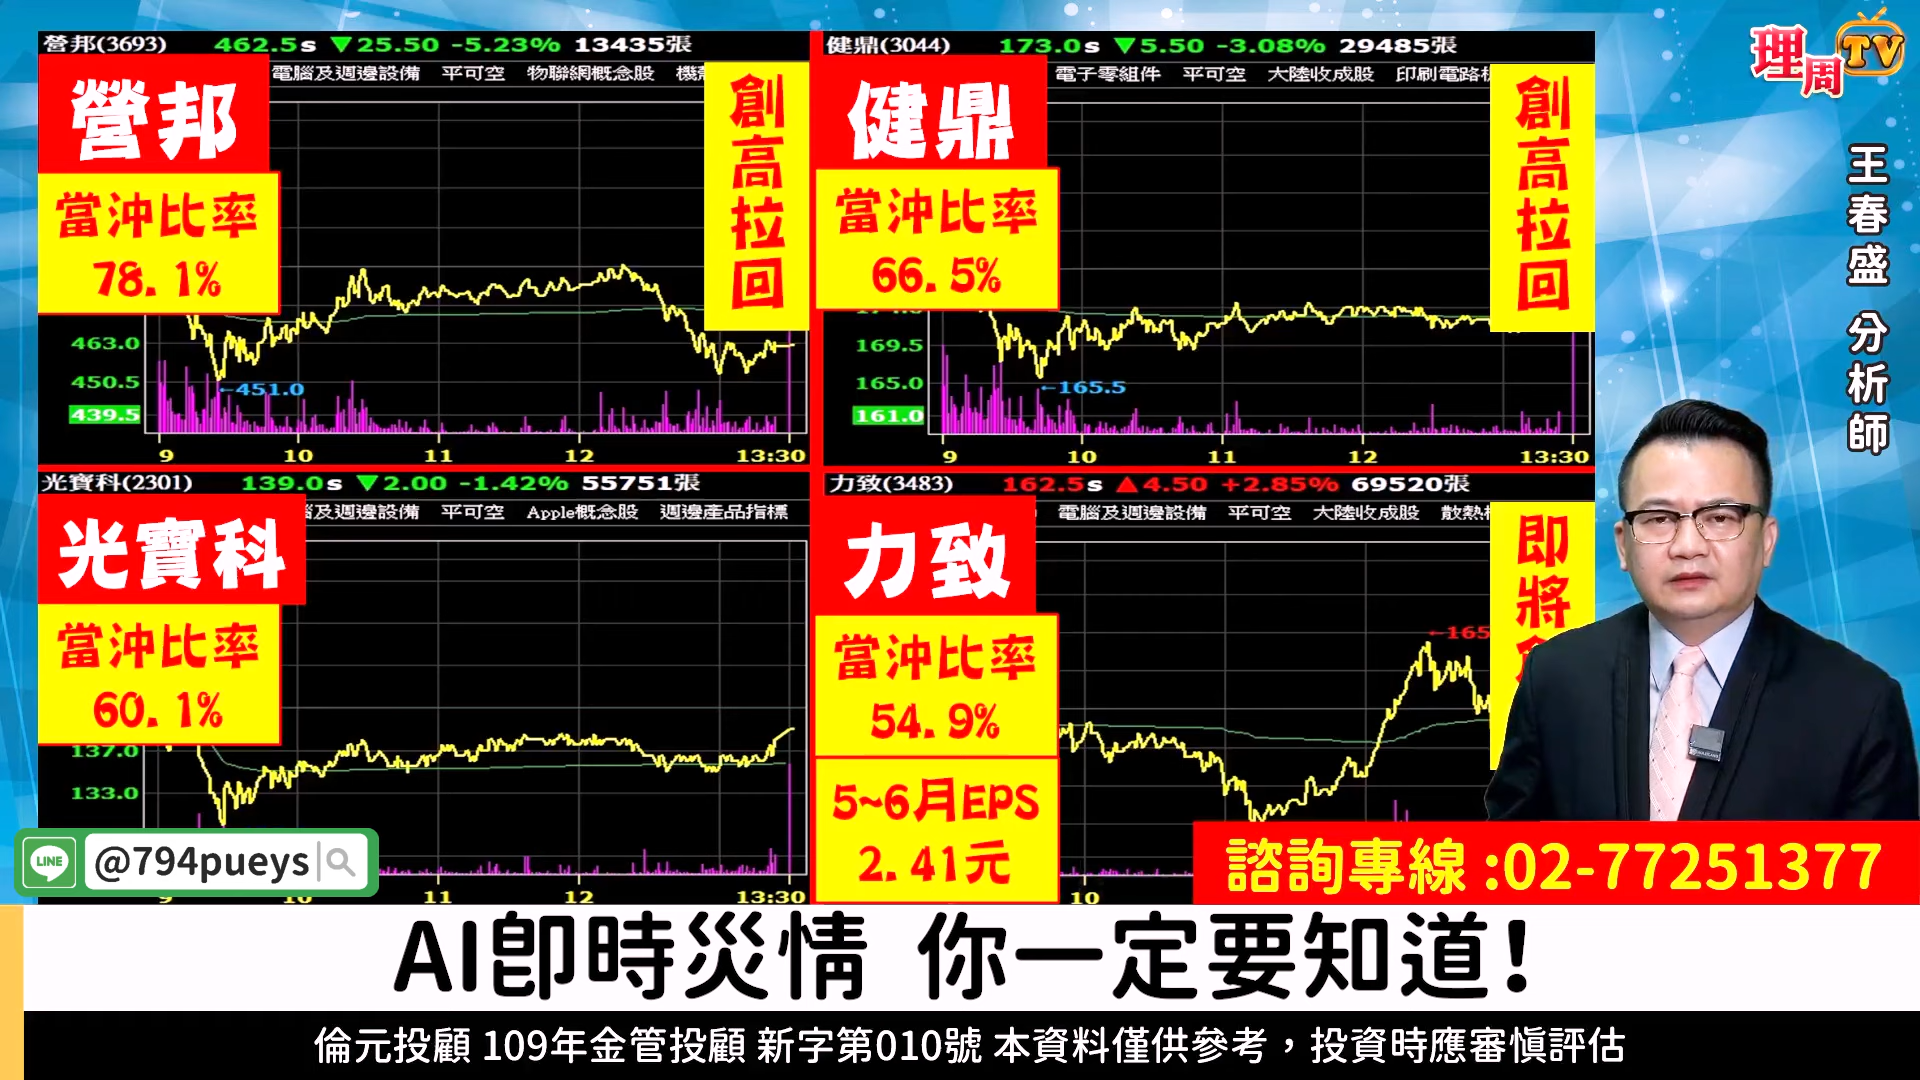 營邦(3693) 462.5s ▼25.50 -5.23% 13435張
電腦及週邊設備 平可空 物聯網概念股
營邦
當沖比率
78.1%
創高拉回
463.0
450.5
439.5
←451.0
9 10 11 12 13:30
健鼎(3044) 173.0s ▼5.50 -3.08% 29485張
電子零組件 平可空 大陸收成股 印刷電路
健鼎
當沖比率
66.5%
創高拉回
169.5
165.0
161.0
←165.5
9 10 11 12 13:30
光寶科(2301) 139.0s ▼2.00 -1.42% 55751張
腦及週邊設備 平可空 Apple概念股 週邊產品指標
光寶科
當沖比率
60.1%
137.0
133.0
9 10 11 12 13:30
力致(3483) 162.5s ▲4.50 +2.85% 69520張
電腦及週邊設備 平可空 大陸收成股 散熱
力致
當沖比率
54.9%
5~6月EPS
2.41元
即將
←165
10
理周TV
王春盛 分析師
LINE @794pueys
諮詢專線:02-77251377
AI即時災情 你一定要知道!
倫元投顧 109年金管投顧 新字第010號 本資料僅供參考，投資時應審慎評估